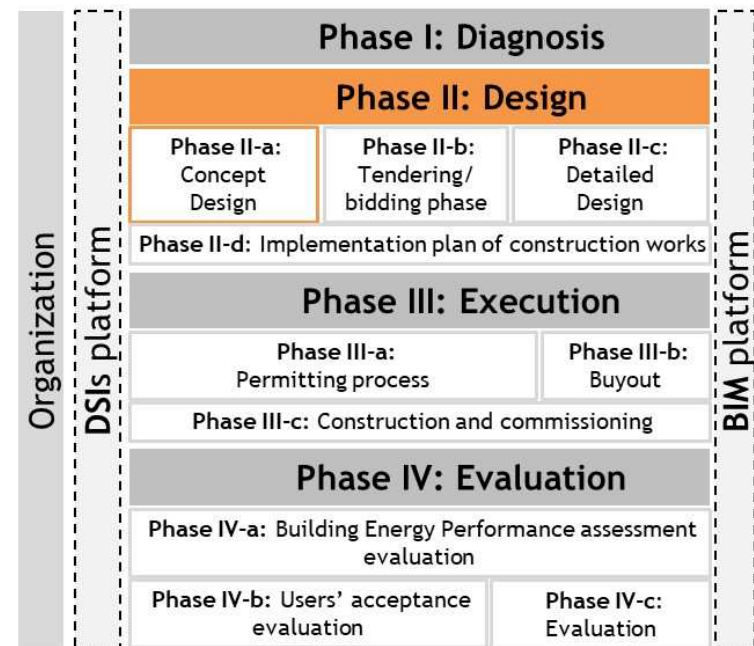 Organization
DSIs platform
Phase I: Diagnosis
Phase II: Design
Phase II-a:
Concept
Design
Phase II-b:
Tendering/
bidding phase
Phase II-c:
Detailed
Design
Phase II-d: Implementation plan of construction works
Phase III: Execution
Phase III-a:
Permitting process
Phase III-b:
Buyout
Phase III-c: Construction and commissioning
Phase IV: Evaluation
Phase IV-a: Building Energy Performance assessment
evaluation
Phase IV-b: Users’ acceptance
evaluation
Phase IV-c:
Evaluation
BIM platform